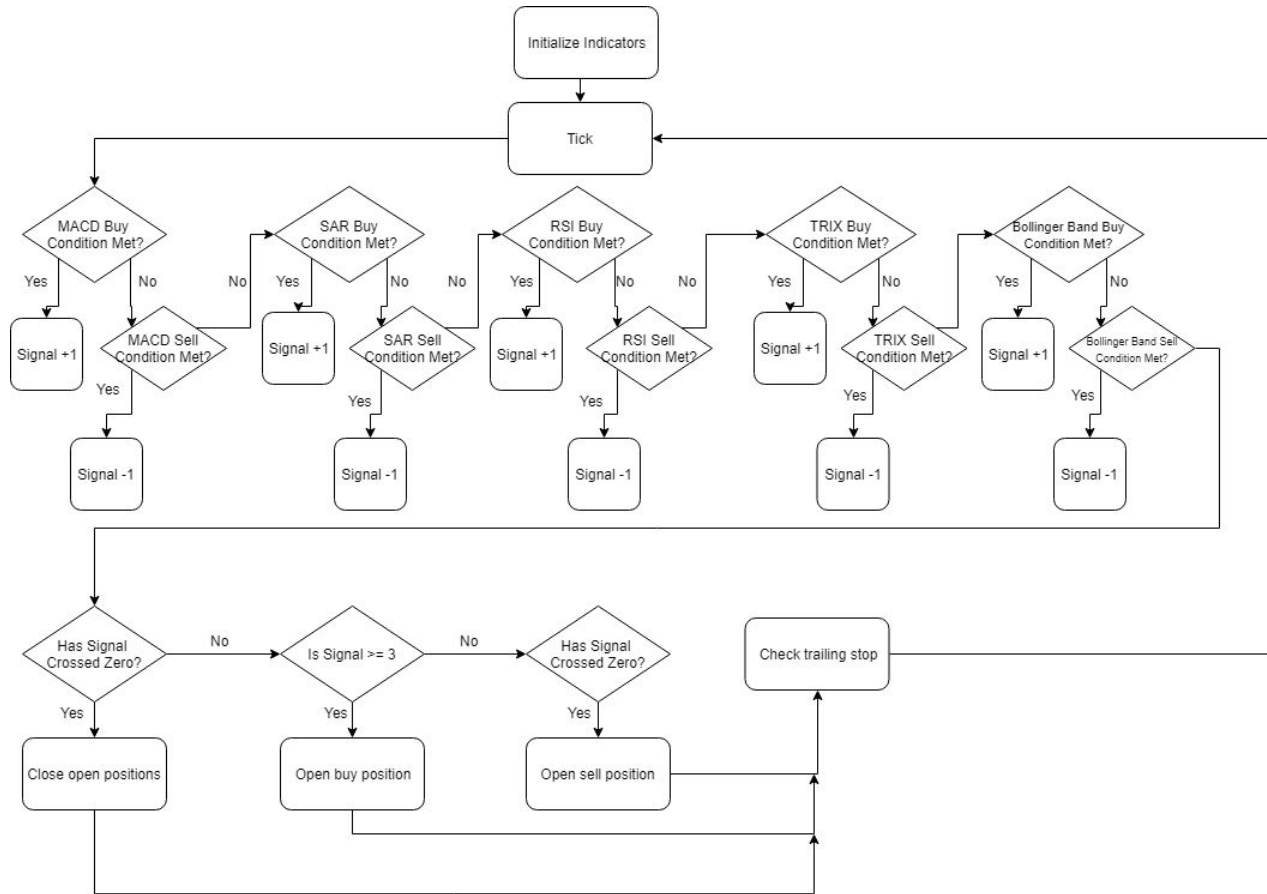 Initialize Indicators
Tick
MACD Buy
Condition Met?
SAR Buy
Condition Met?
RSI Buy
Condition Met?
TRIX Buy
Condition Met?
Bollinger Band Buy
Condition Met?
Yes
No
No
Yes
No
No
Yes
No
No
Yes
No
No
Yes
No
Signal +1
MACD Sell
Condition Met?
Signal +1
SAR Sell
Condition Met?
Signal +1
RSI Sell
Condition Met?
Signal +1
TRIX Sell
Condition Met?
Signal +1
Bollinger Band Sell
Condition Met?
Yes
Yes
Yes
Yes
Yes
Signal -1
Signal -1
Signal -1
Signal -1
Signal -1
Has Signal
Crossed Zero?
No
Is Signal >= 3
No
Has Signal
Crossed Zero?
Check trailing stop
Yes
Yes
Yes
Close open positions
Open buy position
Open sell position